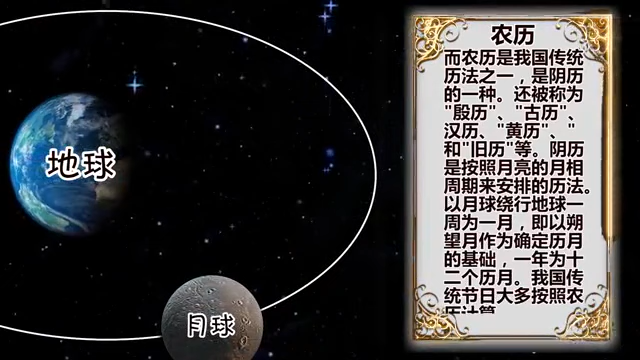 地球
月球
农历
而农历是我国传统
历法之一，是阴历
的一种。还被称为
"殷历"、"古历"、
汉历、"黄历"、"
和"旧历"等。阴历
是按照月亮的月相
周期来安排的历法。
以月球绕行地球一
周为一月，即以朔
望月作为确定历月
的基础，一年为十
二个历月。我国传
统节日大多按照农